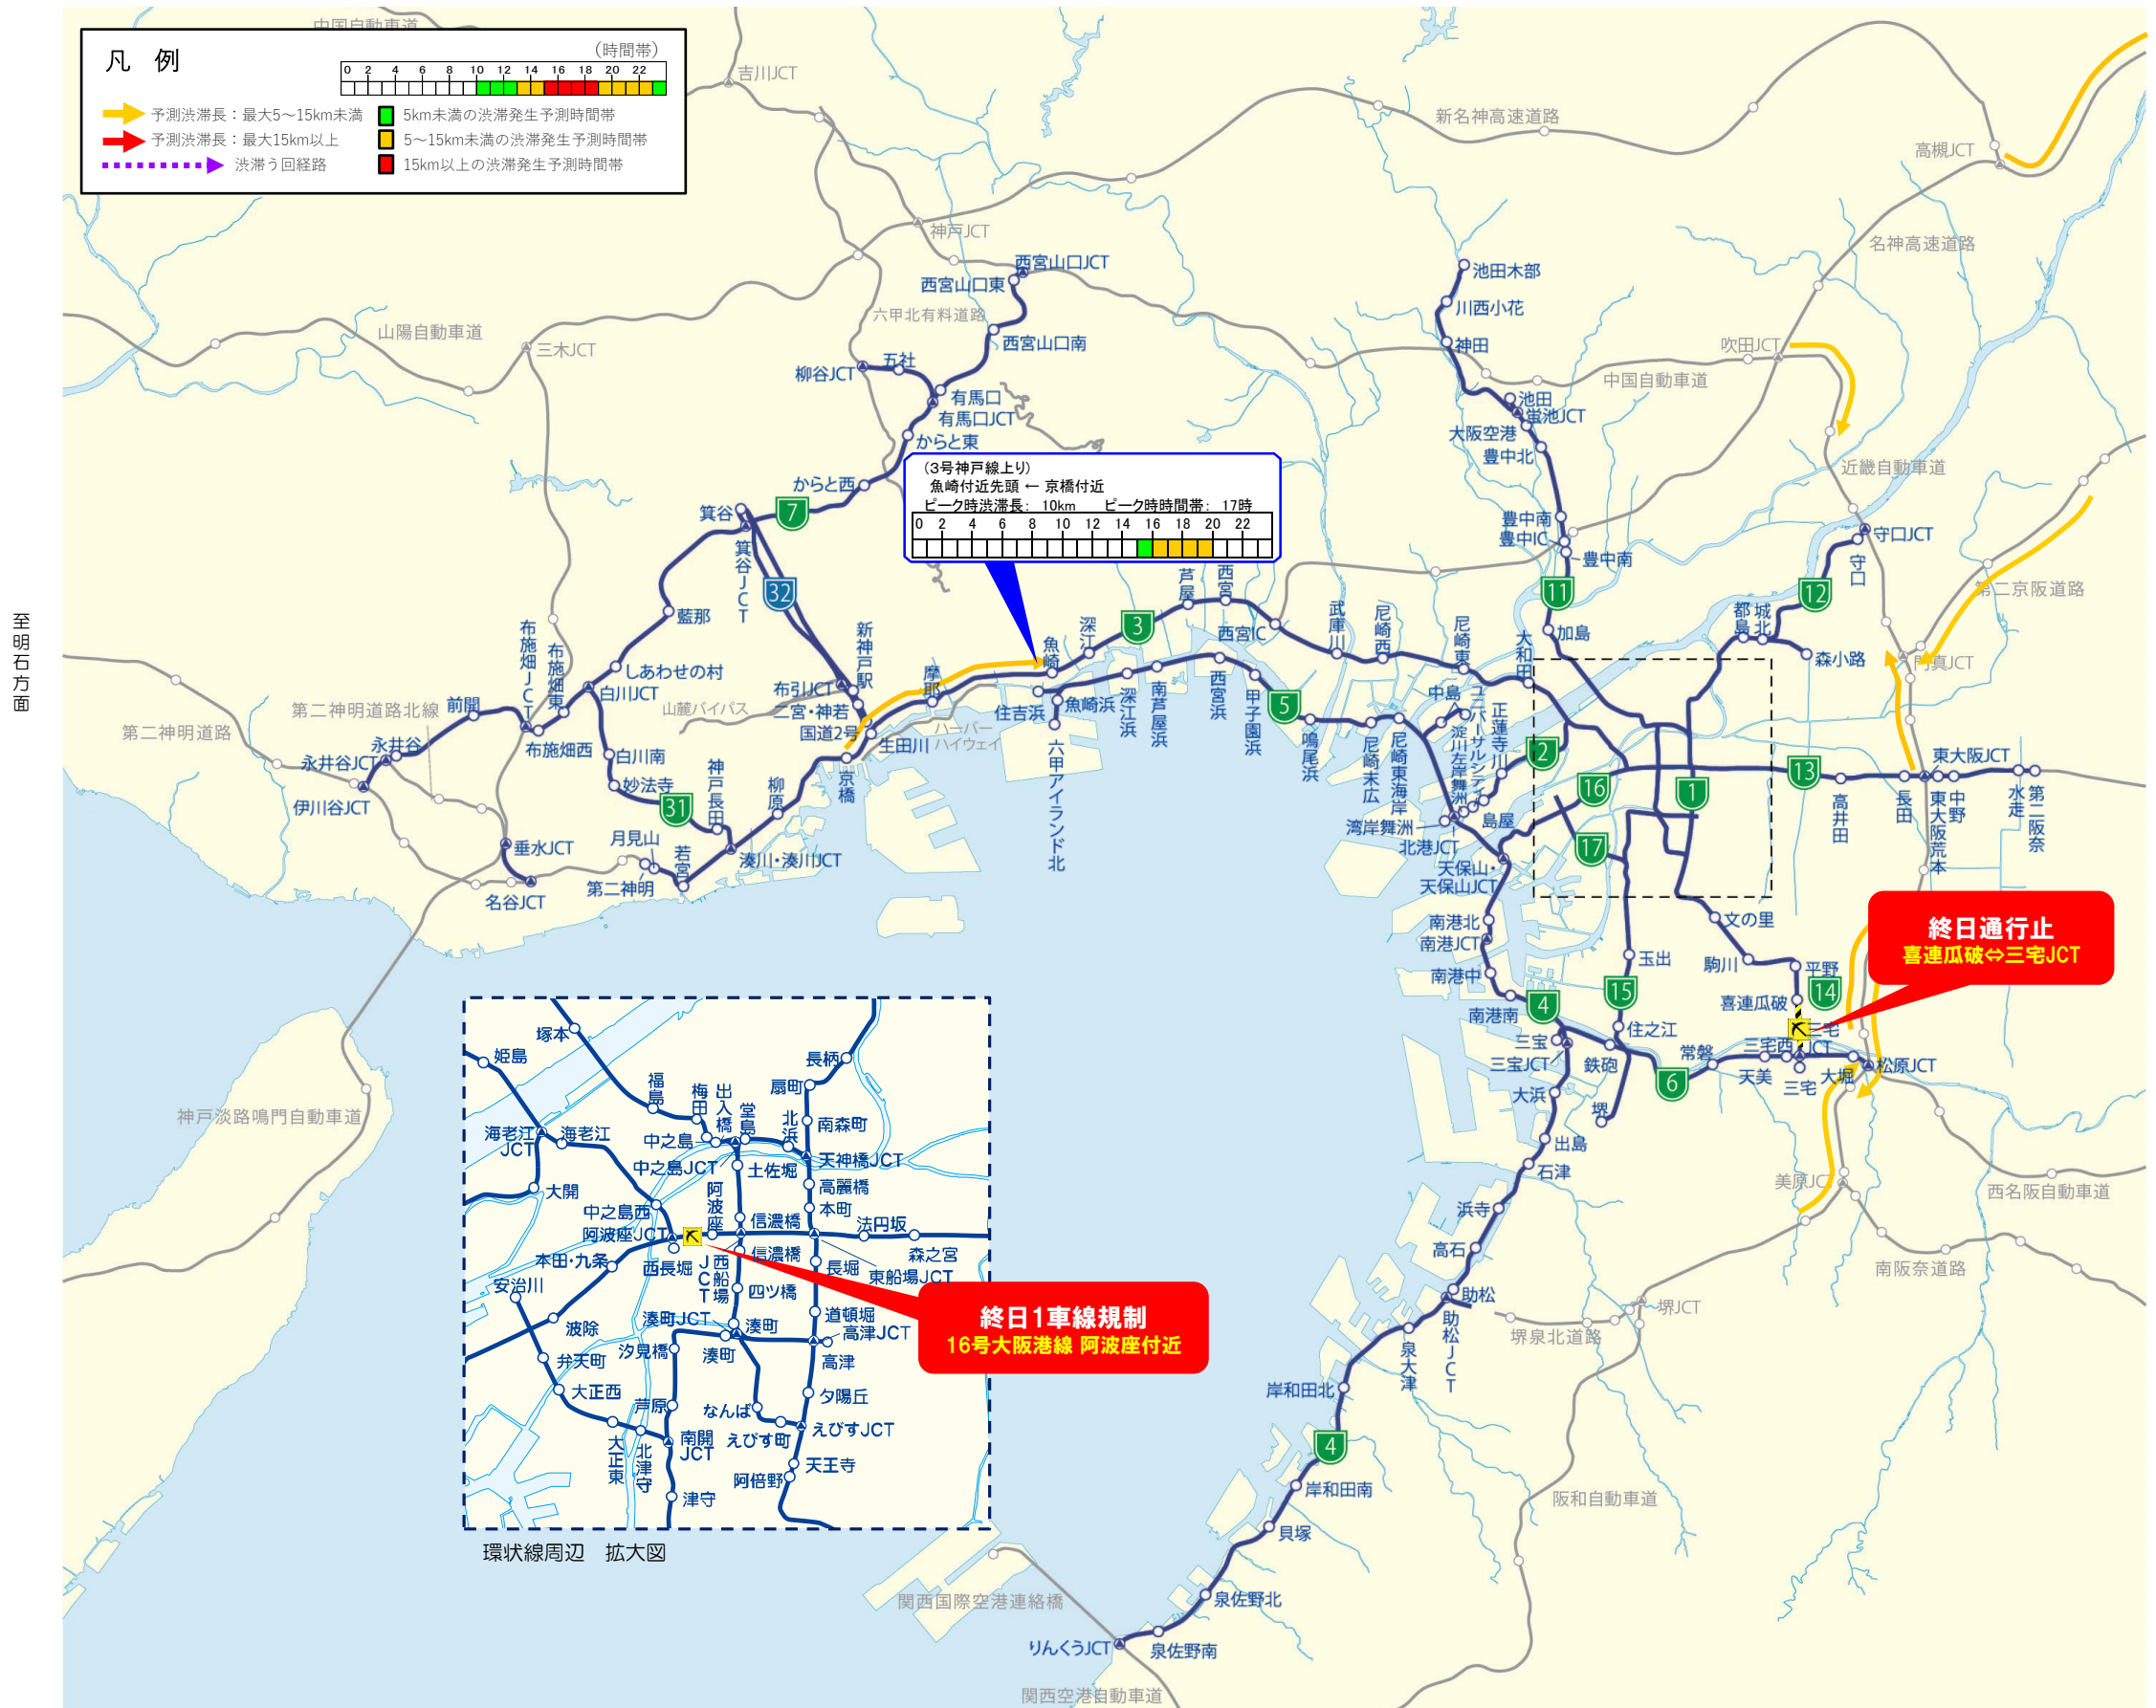 凡 例
(時間帯)
0 2 4 6 8 10 12 14 16 18 20 22
予測渋滞長:最大5~15km未満
5km未満の渋滞発生予測時間帯
予測渋滞長:最大15km以上
5~15km未満の渋滞発生予測時間帯
渋滞う回経路
15km以上の渋滞発生予測時間帯
中国自動車道
吉川JCT
新名神高速道路
高槻JCT
神戸JCT
名神高速道路
西宮山口JCT
西宮山口東
池田木部
川西小花
六甲北有料道路
山陽自動車道
三木JCT
西宮山口南
神田
吹田JCT
中国自動車道
五社
柳谷JCT
有馬口
有馬口JCT
池田
蛍池JCT
大阪空港
からと東
豊中北
近畿自動車道
(3号神戸線上り)
魚崎付近先頭 ← 京橋付近
ピーク時渋滞長: 10km ピーク時時間帯: 17時
0 2 4 6 8 10 12 14 16 18 20 22
からと西
箕谷
7
箕谷JCT
32
豊中南
豊中IC
豊中南
守口JCT
守口
11
12
第二京阪道路
藍那
新神戸駅
芦屋
西宮
3
深江
魚崎
西宮IC
武庫川
尼崎西
尼崎東
大和田
加島
都島
城北
森小路
門真JCT
至明石方面
布施畑JCT
布施畑東
しあわせの村
白川JCT
布引JCT
二宮・神若
国道2号
摩耶
生田川
ハーバーハイウェイ
山麓バイパス
前開
第二神明道路北線
第二神明道路
永井谷
永井谷JCT
伊川谷JCT
布施畑西
白川南
妙法寺
31
神戸長田
柳原
京橋
住吉浜
魚崎浜
六甲アイランド北
深江浜
南芦屋浜
西宮浜
甲子園浜
5
鳴尾浜
尼崎末広
尼崎東海岸
中島
ユニバーサルシティ
淀川左岸舞洲
正蓮寺川
2
16
1
13
17
島屋
湾岸舞洲
北港JCT
天保山・
天保山JCT
東大阪JCT
高井田
長田
東大阪荒本
中野
水走
第二阪奈
垂水JCT
名谷JCT
月見山
第二神明
若宮
湊川・湊川JCT
南港北
南港JCT
南港中
南港南
4
玉出
15
文の里
駒川
平野
14
喜連瓜破
終日通行止
喜連瓜破⇔三宅JCT
三宝
三宝JCT
住之江
鉄砲
6
常磐
三宅西
三宅JCT
天美
三宅
大堀
松原JCT
大浜
堺
出島
石津
浜寺
高石
助松
助松JCT
泉大津
美原JCT
西名阪自動車道
南阪奈道路
堺JCT
堺泉北道路
阪和自動車道
岸和田北
4
岸和田南
貝塚
泉佐野北
泉佐野南
りんくうJCT
関西国際空港連絡橋
関西空港自動車道
神戸淡路鳴門自動車道
塚本
姫島
長柄
福島
梅田
出入橋
堂島
扇町
北浜
南森町
海老江JCT
海老江
中之島
中之島JCT
土佐堀
天神橋JCT
高麗橋
大開
中之島西
阿波座
本町
信濃橋
法円坂
阿波座JCT
森之宮
本田・九条
西長堀
西船場JCT
信濃橋
長堀
東船場JCT
安治川
四ツ橋
道頓堀
波除
湊町JCT
湊町
高津JCT
終日1車線規制
16号大阪港線 阿波座付近
汐見橋
湊町
高津
弁天町
大正西
芦原
なんば
夕陽丘
えびす町
えびすJCT
大正東
北津守
南開JCT
天王寺
阿倍野
津守
環状線周辺 拡大図